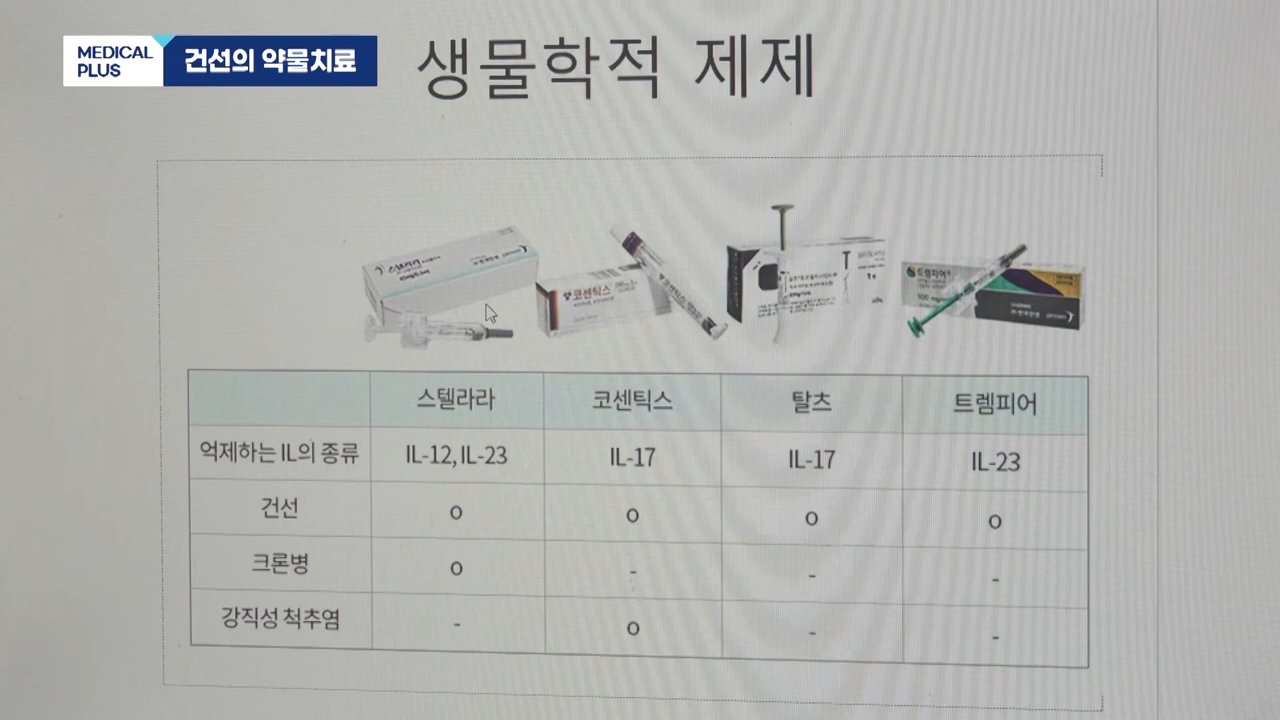 MEDICAL
PLUS
건선의 약물치료
생물학적 제제
스텔라라
코센틱스
트렘피어
100 mg
스텔라라 코센틱스 탈츠 트렘피어
억제하는 IL의 종류 IL-12, IL-23 IL-17 IL-17 IL-23
건선 o o o o
크론병 o - - -
강직성 척추염 - o - -